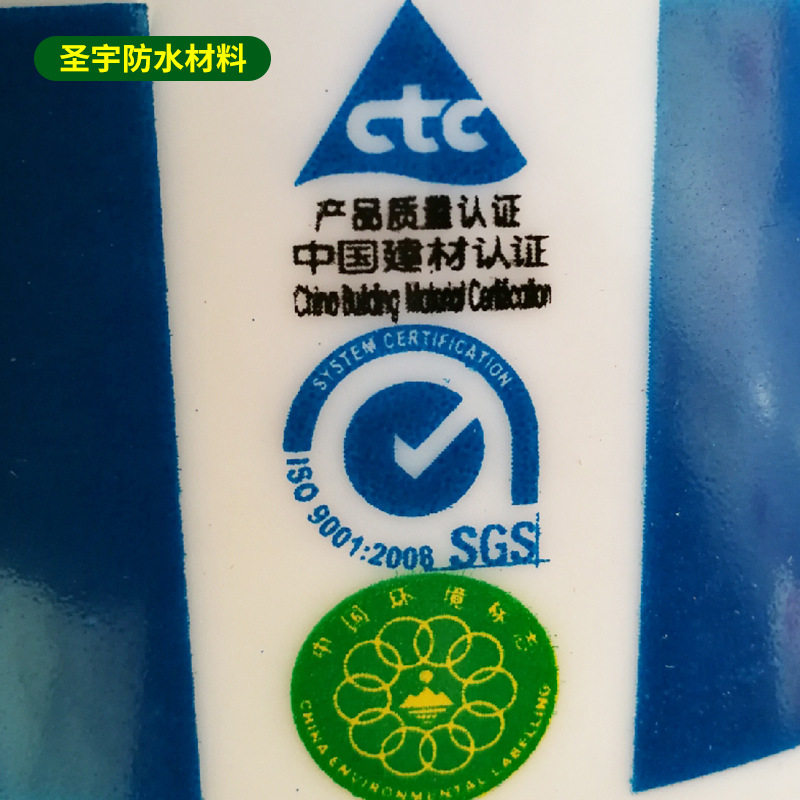 圣宇防水材料
ctc
产品质量认证
中国建材认证
China Building Material Certification
SYSTEM CERTIFICATION
ISO 9001:2008
SGS
中国环境标志
CHINA ENVIRONMENTAL LABELLING